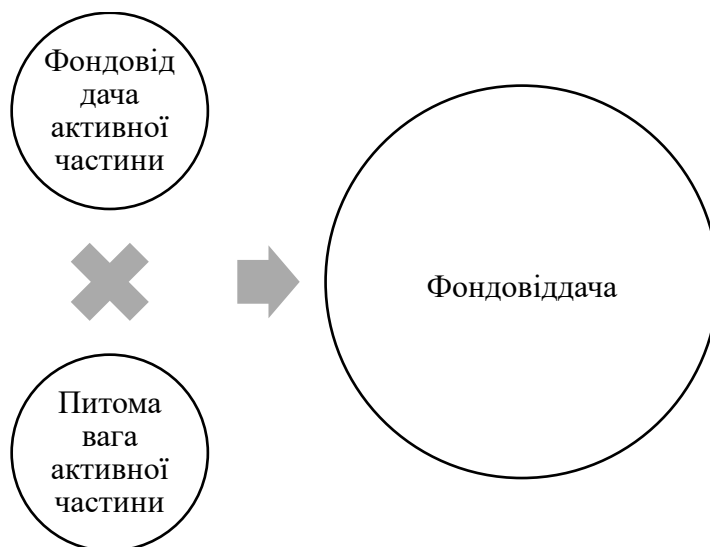 Фондовід
дача
активної
частини
Фондовіддача
Питома
вага
активної
частини